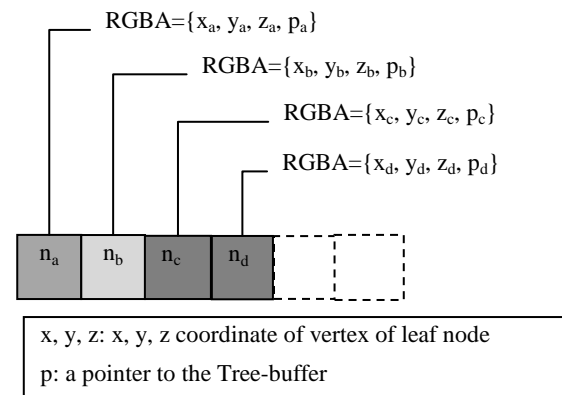 RGBA={xa, ya, za, pa}
RGBA={xb, yb, zb, pb}
RGBA={xc, yc, zc, pc}
RGBA={xd, yd, zd, pd}
na nb nc nd
x, y, z: x, y, z coordinate of vertex of leaf node
p: a pointer to the Tree-buffer